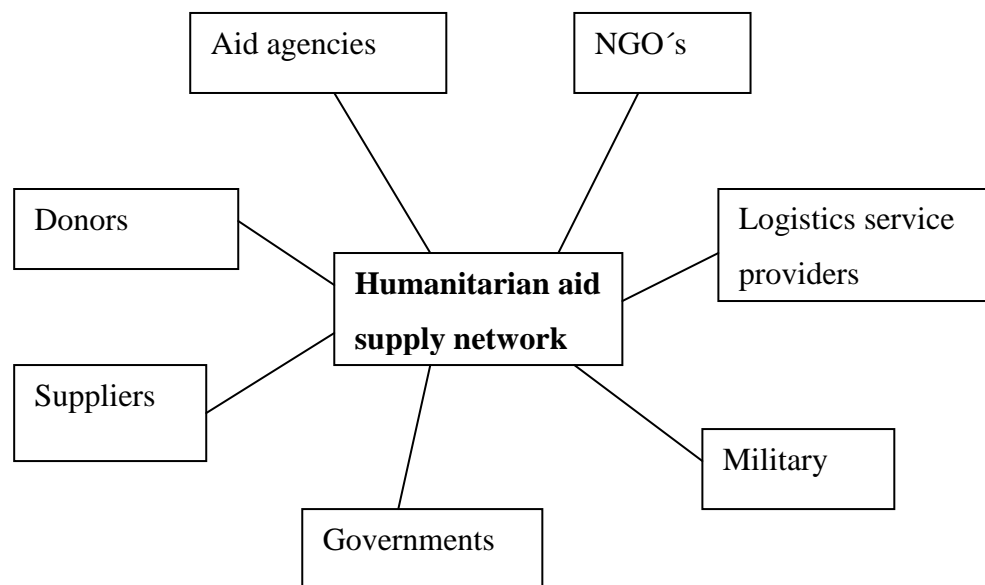 Aid agencies
NGO´s
Donors
Logistics service
providers
Humanitarian aid
supply network
Suppliers
Military
Governments